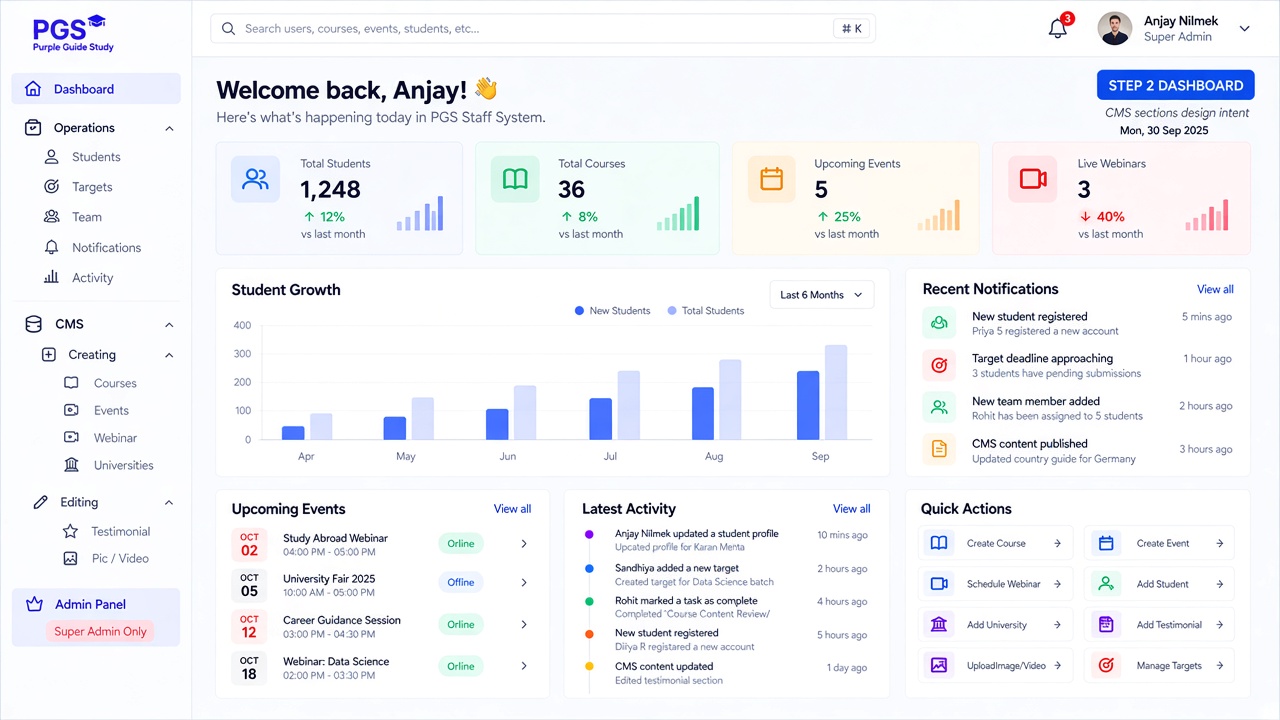 PGS
Purple Guide Study
Dashboard
Operations
Students
Targets
Team
Notifications
Activity
CMS
Creating
Courses
Events
Webinar
Universities
Editing
Testimonial
Pic / Video
Admin Panel
Super Admin Only
Search users, courses, events, students, etc...
⌘ K
3
Anjay Nilmek
Super Admin
Welcome back, Anjay! 👋
Here's what's happening today in PGS Staff System.
STEP 2 DASHBOARD
CMS sections design intent
Mon, 30 Sep 2025
Total Students
1,248
↑ 12%
vs last month
Total Courses
36
↑ 8%
vs last month
Upcoming Events
5
↑ 25%
vs last month
Live Webinars
3
↓ 40%
vs last month
Student Growth
Last 6 Months
New Students
Total Students
400
300
200
100
0
Apr
May
Jun
Jul
Aug
Sep
Recent Notifications
View all
New student registered
5 mins ago
Priya 5 registered a new account
Target deadline approaching
1 hour ago
3 students have pending submissions
New team member added
2 hours ago
Rohit has been assigned to 5 students
CMS content published
3 hours ago
Updated country guide for Germany
Upcoming Events
View all
OCT
02
Study Abroad Webinar
04:00 PM - 05:00 PM
Online
OCT
05
University Fair 2025
10:00 AM - 05:00 PM
Offline
OCT
12
Career Guidance Session
03:00 PM - 04:30 PM
Online
OCT
18
Webinar: Data Science
02:00 PM - 03:30 PM
Online
Latest Activity
View all
Anjay Nilmek updated a student profile
10 mins ago
Upcated profile for Karan Menta
Sandhiya added a new target
2 hours ago
Created target for Data Science batch
Rohit marked a task as complete
4 hours ago
Completed 'Course Content Review/
New student registered
5 hours ago
Diiya R registared a new account
CMS content updated
1 day ago
Edited testimonial section
Quick Actions
Create Course →
Create Event →
Schedule Webinar →
Add Student →
Add University →
Add Testimonial →
UploadImage/Video →
Manage Targets →